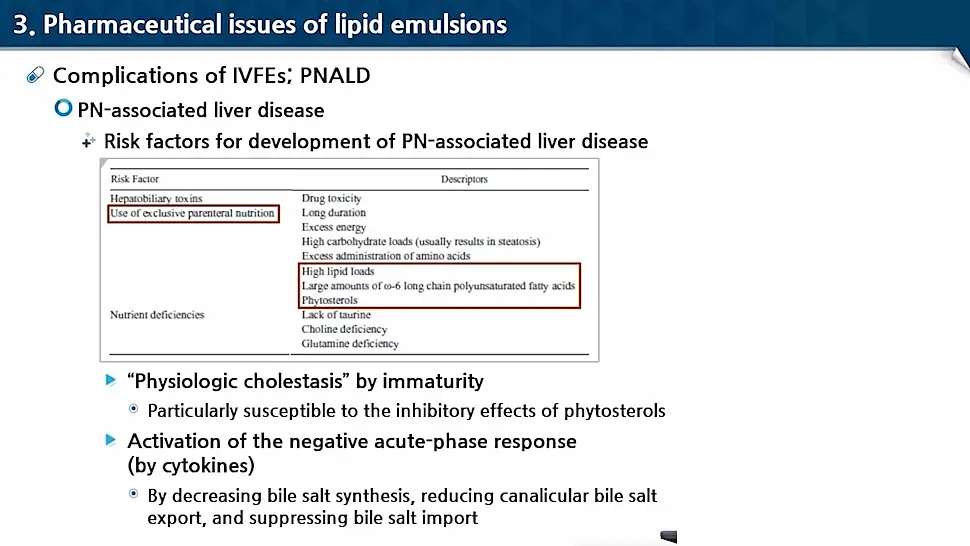 3. Pharmaceutical issues of lipid emulsions
Complications of IVFEs; PNALD
PN-associated liver disease
Risk factors for development of PN-associated liver disease
Risk Factor Descriptors
Hepatobiliary toxins Drug toxicity
Use of exclusive parenteral nutrition Long duration
Excess energy
High carbohydrate loads (usually results in steatosis)
Excess administration of amino acids
High lipid loads
Large amounts of ω-6 long chain polyunsaturated fatty acids
Phytosterols
Nutrient deficiencies Lack of taurine
Choline deficiency
Glutamine deficiency
“Physiologic cholestasis” by immaturity
Particularly susceptible to the inhibitory effects of phytosterols
Activation of the negative acute-phase response
(by cytokines)
By decreasing bile salt synthesis, reducing canalicular bile salt
export, and suppressing bile salt import